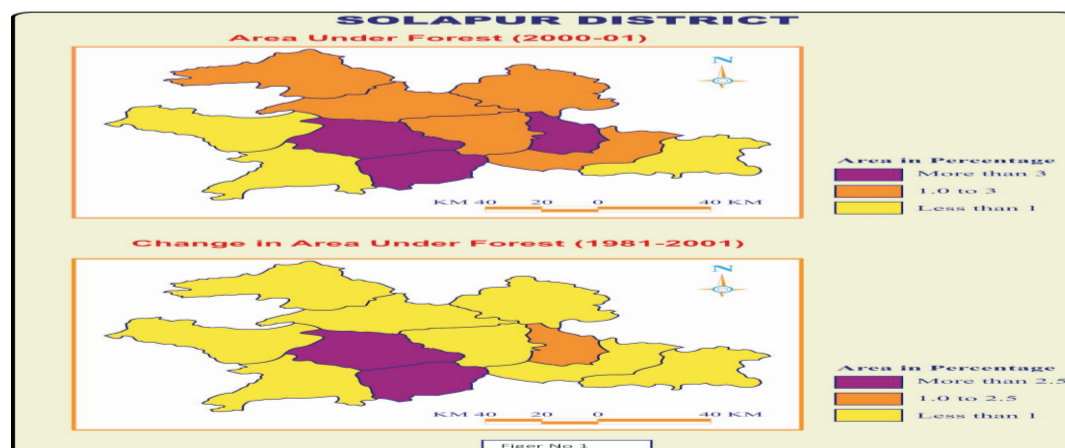 SOLAPUR DISTRICT
Area Under Forest (2000-01)
N
Area in Percentage
More than 3
1.0 to 3
Less than 1
KM 40 20 0 40 KM
Change in Area Under Forest (1981-2001)
N
Area in Percentage
More than 2.5
1.0 to 2.5
Less than 1
KM 40 20 0 40 KM
Figer No 1